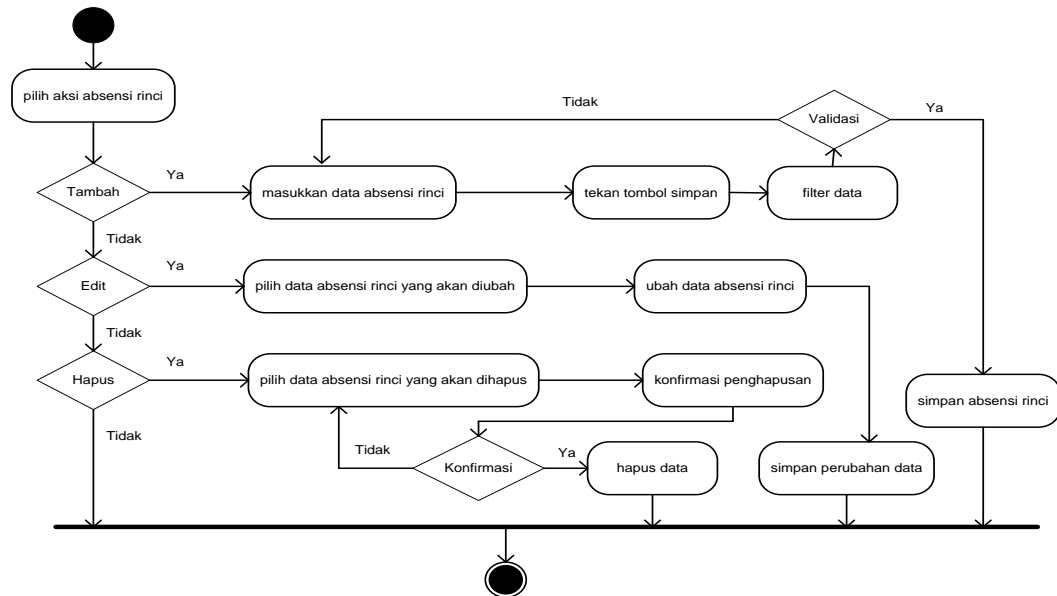 pilih aksi absensi rinci
Tidak
Validasi
Ya
Tambah
Ya
masukkan data absensi rinci
tekan tombol simpan
filter data
Tidak
Edit
Ya
pilih data absensi rinci yang akan diubah
ubah data absensi rinci
Tidak
Hapus
Ya
pilih data absensi rinci yang akan dihapus
konfirmasi penghapusan
simpan absensi rinci
Tidak
Tidak
Konfirmasi
Ya
hapus data
simpan perubahan data